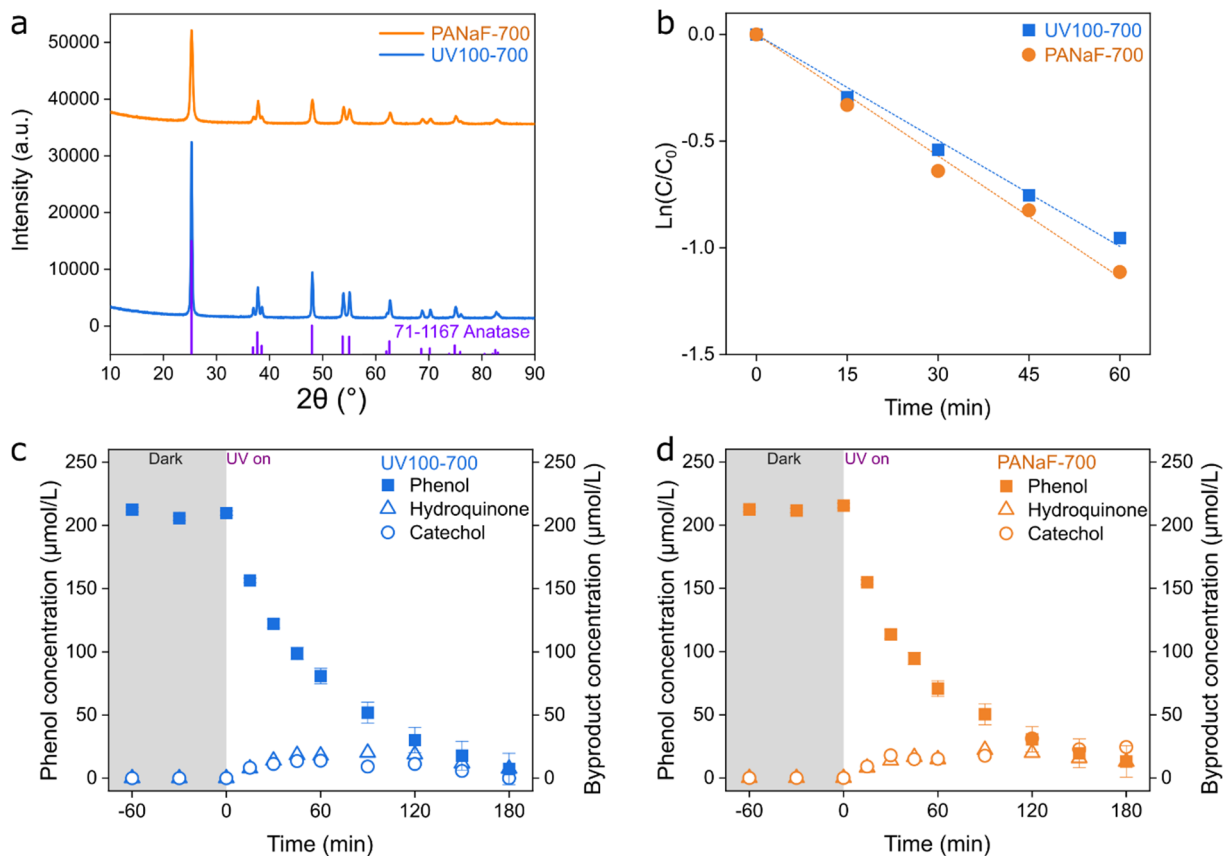 a
PANaF-700
UV100-700
50000
40000
30000
20000
10000
0
Intensity (a.u.)
71-1167 Anatase
10 20 30 40 50 60 70 80 90
2θ (°)
b
UV100-700
PANaF-700
0.0
-0.5
-1.0
-1.5
Ln(C/C₀)
0 15 30 45 60
Time (min)
c
Dark
UV on
UV100-700
Phenol
Hydroquinone
Catechol
250
200
150
100
50
0
Phenol concentration (µmol/L)
250
200
150
100
50
0
Byproduct concentration (µmol/L)
-60 0 60 120 180
Time (min)
d
Dark
UV on
PANaF-700
Phenol
Hydroquinone
Catechol
250
200
150
100
50
0
Phenol concentration (µmol/L)
250
200
150
100
50
0
Byproduct concentration (µmol/L)
-60 0 60 120 180
Time (min)